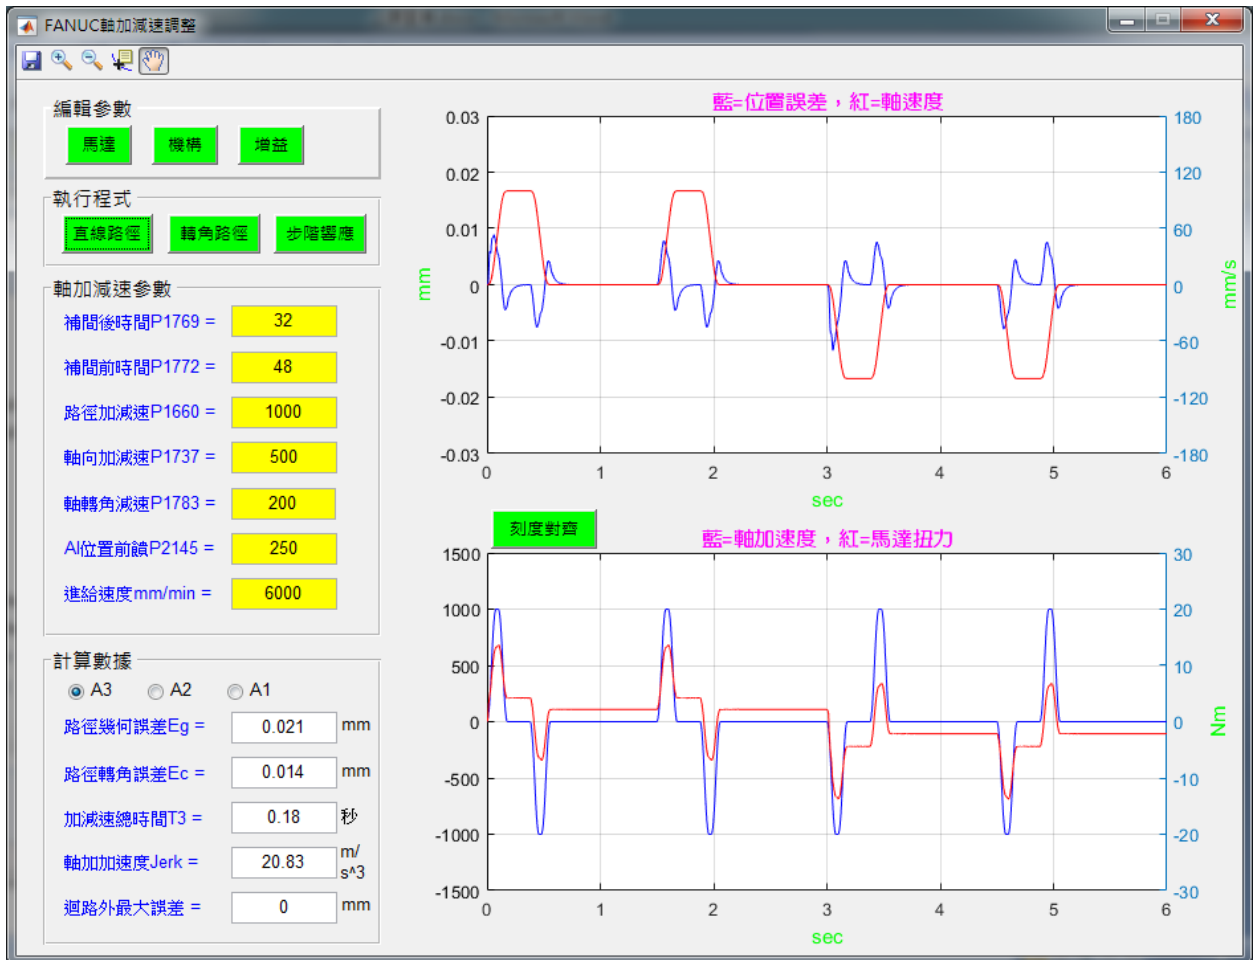 FANUC軸加減速調整
編輯參數
馬達 機構 增益
執行程式
直線路徑 轉角路徑 步階響應
軸加減速參數
補間後時間P1769 = 32
補間前時間P1772 = 48
路徑加減速P1660 = 1000
軸向加減速P1737 = 500
軸轉角減速P1783 = 200
AI位置前饋P2145 = 250
進給速度mm/min = 6000
計算數據
A3 A2 A1
路徑幾何誤差Eg = 0.021 mm
路徑轉角誤差Ec = 0.014 mm
加減速總時間T3 = 0.18 秒
軸加加速度Jerk = 20.83 m/s^3
迴路外最大誤差 = 0 mm
藍=位置誤差，紅=軸速度
0.03 180
0.02 120
0.01 60
0 0
-0.01 -60
-0.02 -120
-0.03 -180
mm
mm/s
0 1 2 3 4 5 6
sec
刻度對齊
藍=軸加速度，紅=馬達扭力
1500 30
1000 20
500 10
0 0
-500 -10
-1000 -20
-1500 -30
Nm
0 1 2 3 4 5 6
sec